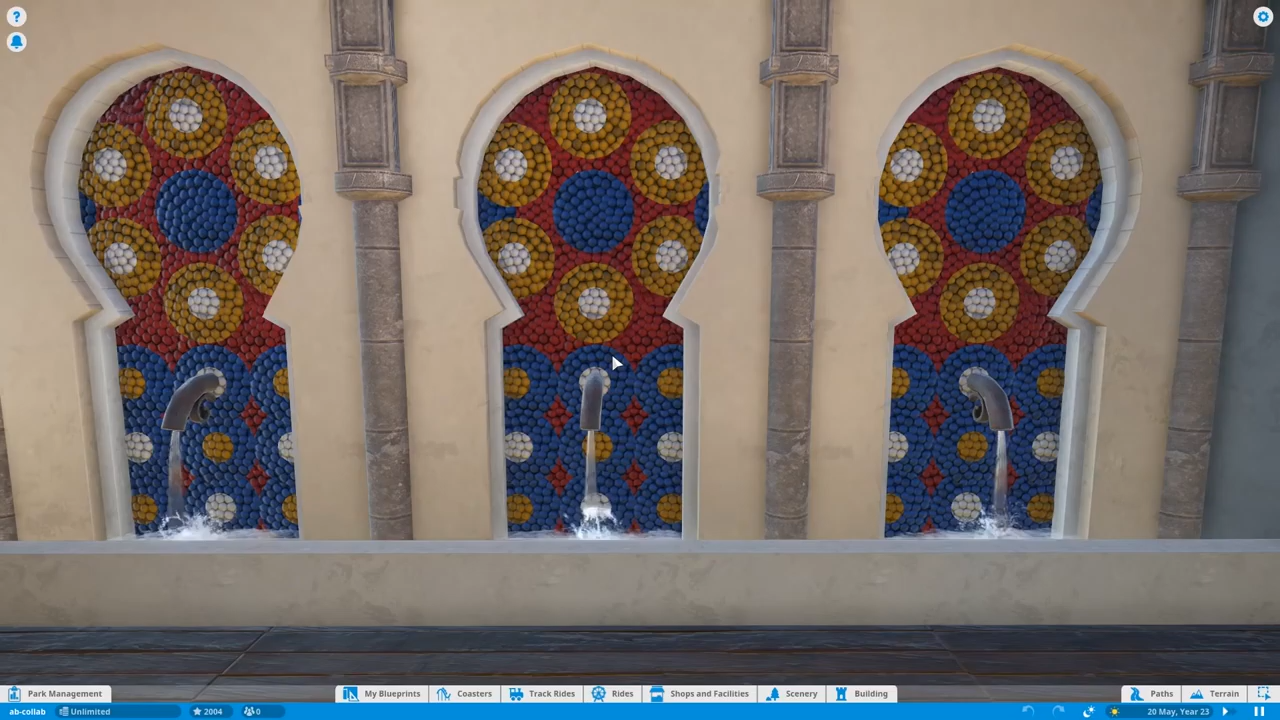 ?
Park Management
My Blueprints
Coasters
Track Rides
Rides
Shops and Facilities
Scenery
Building
Paths
Terrain
ab-collab
Unlimited
2004
0
20 May, Year 23